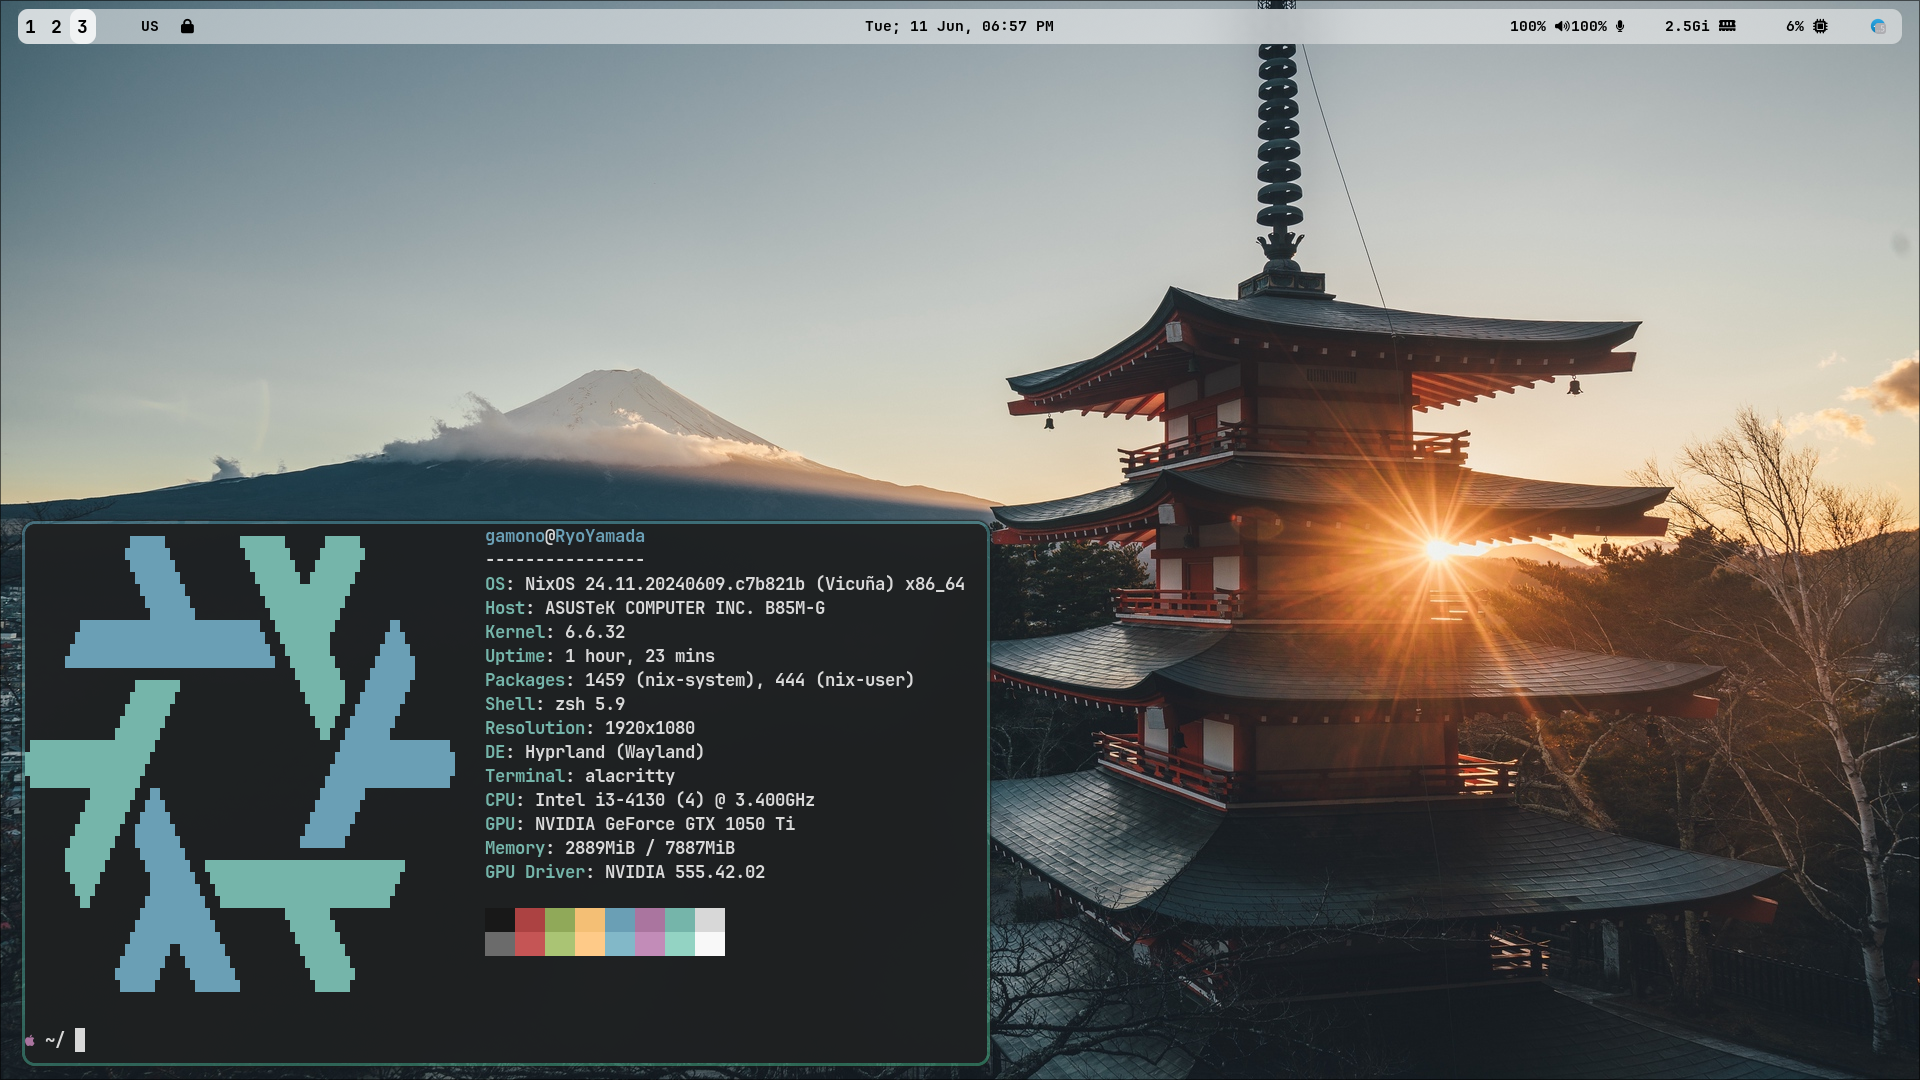 1 2 3 US Tue; 11 Jun, 06:57 PM 100% 100% 2.5Gi 6%
gamono@RyoYamada
----------------
OS: NixOS 24.11.20240609.c7b821b (Vicuña) x86_64
Host: ASUSTeK COMPUTER INC. B85M-G
Kernel: 6.6.32
Uptime: 1 hour, 23 mins
Packages: 1459 (nix-system), 444 (nix-user)
Shell: zsh 5.9
Resolution: 1920x1080
DE: Hyprland (Wayland)
Terminal: alacritty
CPU: Intel i3-4130 (4) @ 3.400GHz
GPU: NVIDIA GeForce GTX 1050 Ti
Memory: 2889MiB / 7887MiB
GPU Driver: NVIDIA 555.42.02
~/